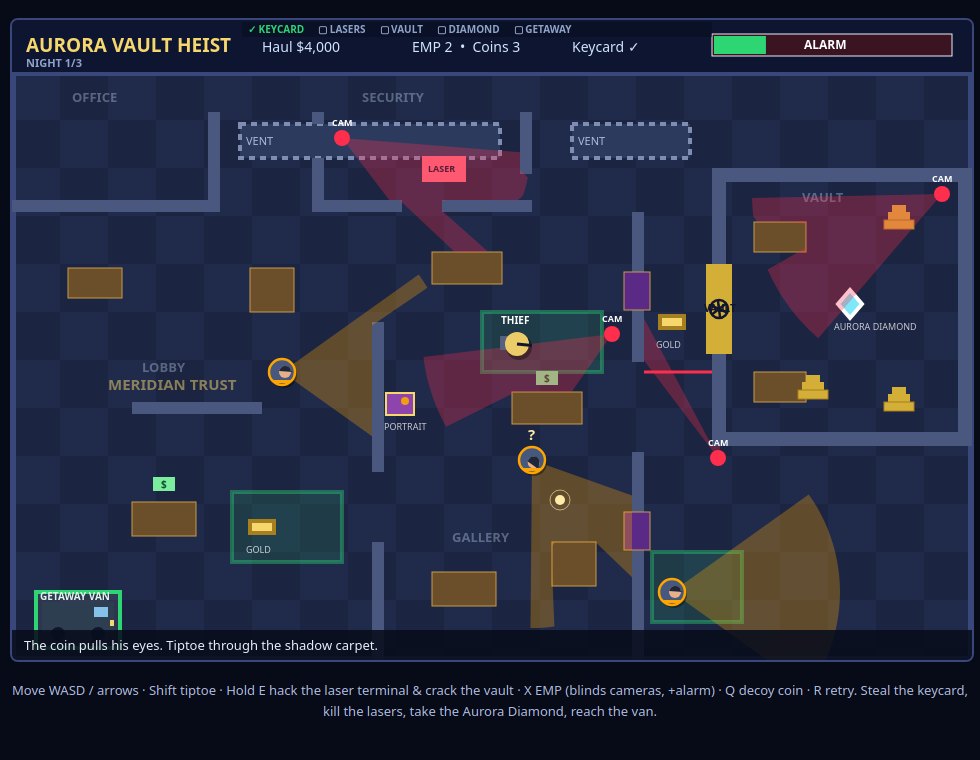 ✓ KEYCARD ▢ LASERS ▢ VAULT ▢ DIAMOND ▢ GETAWAY
AURORA VAULT HEIST
Haul $4,000 EMP 2 • Coins 3 Keycard ✓
ALARM
NIGHT 1/3
OFFICE SECURITY
CAM
VENT VENT
LASER
CAM
VAULT
THIEF
CAM
AURORA DIAMOND
GOLD
LOBBY
MERIDIAN TRUST
$
PORTRAIT
?
CAM
$
GALLERY
GOLD
GETAWAY VAN
The coin pulls his eyes. Tiptoe through the shadow carpet.
Move WASD / arrows · Shift tiptoe · Hold E hack the laser terminal & crack the vault · X EMP (blinds cameras, +alarm) · Q decoy coin · R retry. Steal the keycard,
kill the lasers, take the Aurora Diamond, reach the van.